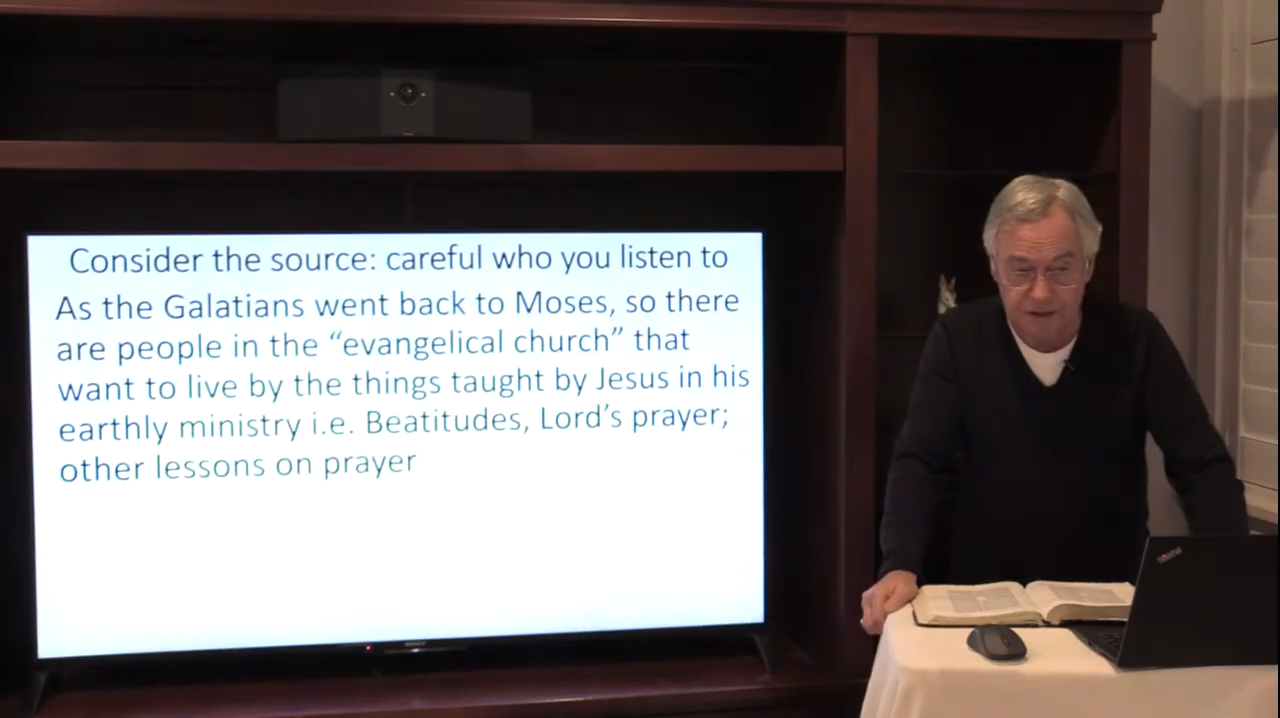 Consider the source: careful who you listen to
As the Galatians went back to Moses, so there
are people in the “evangelical church” that
want to live by the things taught by Jesus in his
earthly ministry i.e. Beatitudes, Lord’s prayer;
other lessons on prayer
ThinkPad